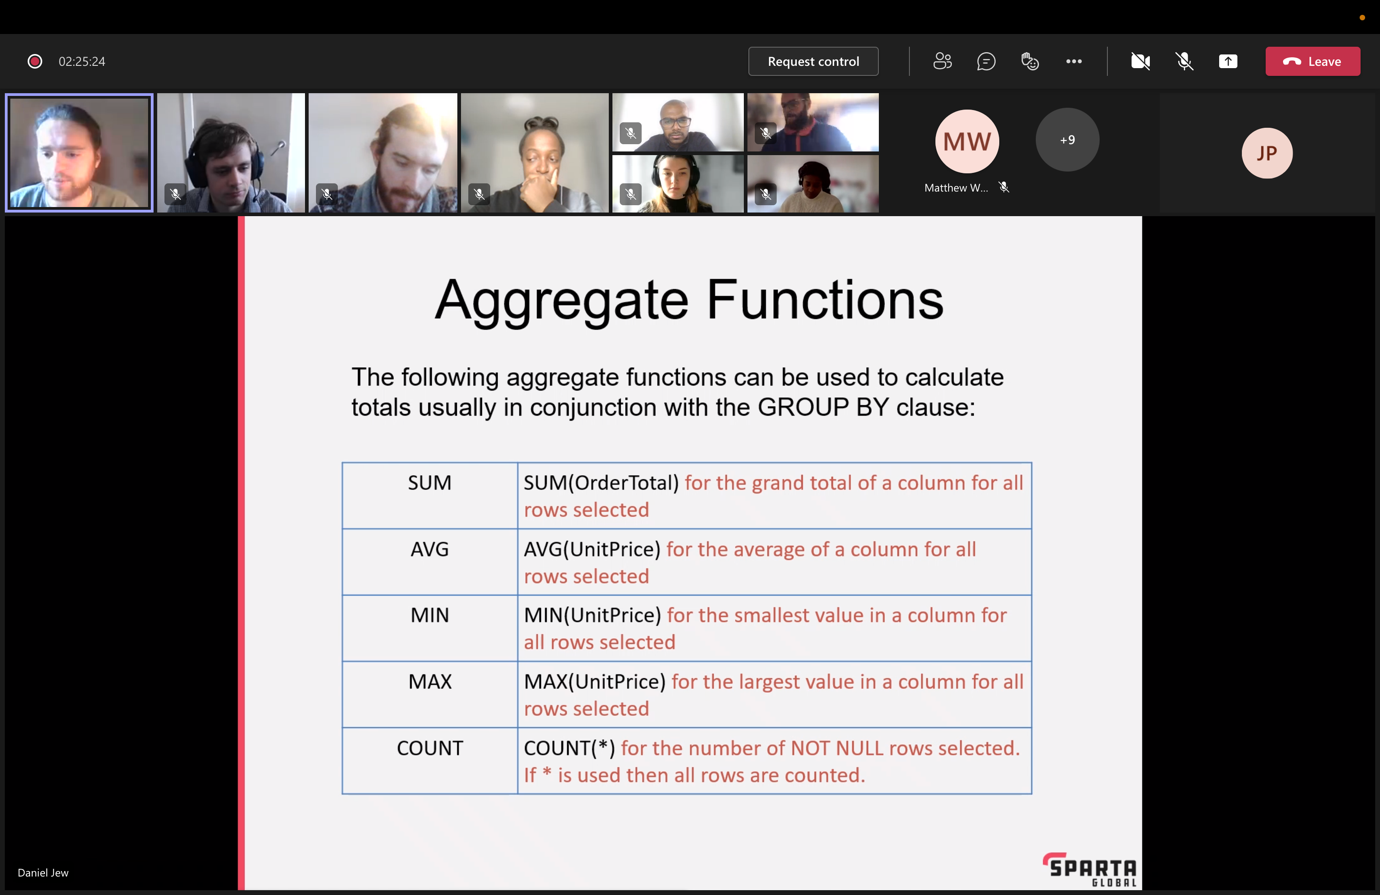 02:25:24
Request control
Leave
MW
+9
JP
Matthew W...
Aggregate Functions
The following aggregate functions can be used to calculate
totals usually in conjunction with the GROUP BY clause:
SUM
SUM(OrderTotal) for the grand total of a column for all
rows selected
AVG
AVG(UnitPrice) for the average of a column for all
rows selected
MIN
MIN(UnitPrice) for the smallest value in a column for
all rows selected
MAX
MAX(UnitPrice) for the largest value in a column for all
rows selected
COUNT
COUNT(*) for the number of NOT NULL rows selected.
If * is used then all rows are counted.
Daniel Jew
SPARTA
GLOBAL